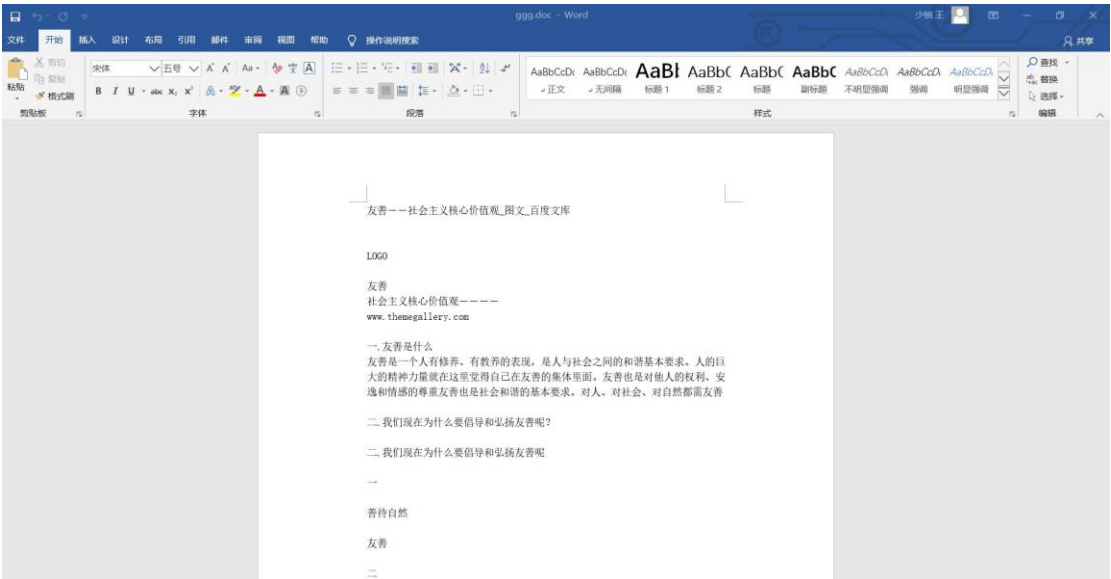 ggg.doc - Word
少锐 王
文件 开始 插入 设计 布局 引用 邮件 审阅 视图 帮助 操作说明搜索 共享
粘贴
剪切
复制
格式刷
剪贴板
宋体 五号
字体
段落
AaBbCcDc AaBbCcDc AaBl AaBbC AaBbC AaBbC AaBbCcD AaBbCcD AaBbCcD
正文 无间隔 标题 1 标题 2 标题 副标题 不明显强调 强调 明显强调
样式
查找
替换
选择
编辑
友善——社会主义核心价值观_图文_百度文库
LOGO
友善
社会主义核心价值观————
www.themegallery.com
一.友善是什么
友善是一个人有修养、有教养的表现，是人与社会之间的和谐基本要求。人的巨
大的精神力量就在这里觉得自己在友善的集体里面。友善也是对他人的权利、安
逸和情感的尊重友善也是社会和谐的基本要求。对人、对社会、对自然都需友善
二.我们现在为什么要倡导和弘扬友善呢?
二.我们现在为什么要倡导和弘扬友善呢
一
善待自然
友善
二